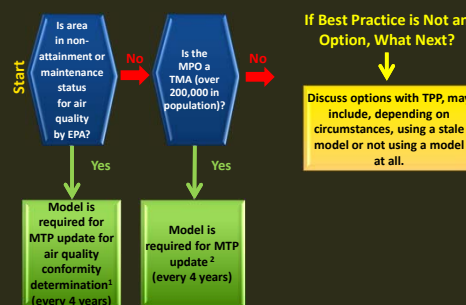 Start
Is area
in non-
attainment or
maintenance
status
for air
quality
by EPA?
No
Is the
MPO a
TMA (over
200,000 in
population)?
No
If Best Practice is Not an
Option, What Next?
Discuss options with TPP, may
include, depending on
circumstances, using a stale
model or not using a model
at all.
Yes
Yes
Model is
required for
MTP update for
air quality
conformity
determination¹
(every 4 years)
Model is
required for MTP
update ²
(every 4 years)